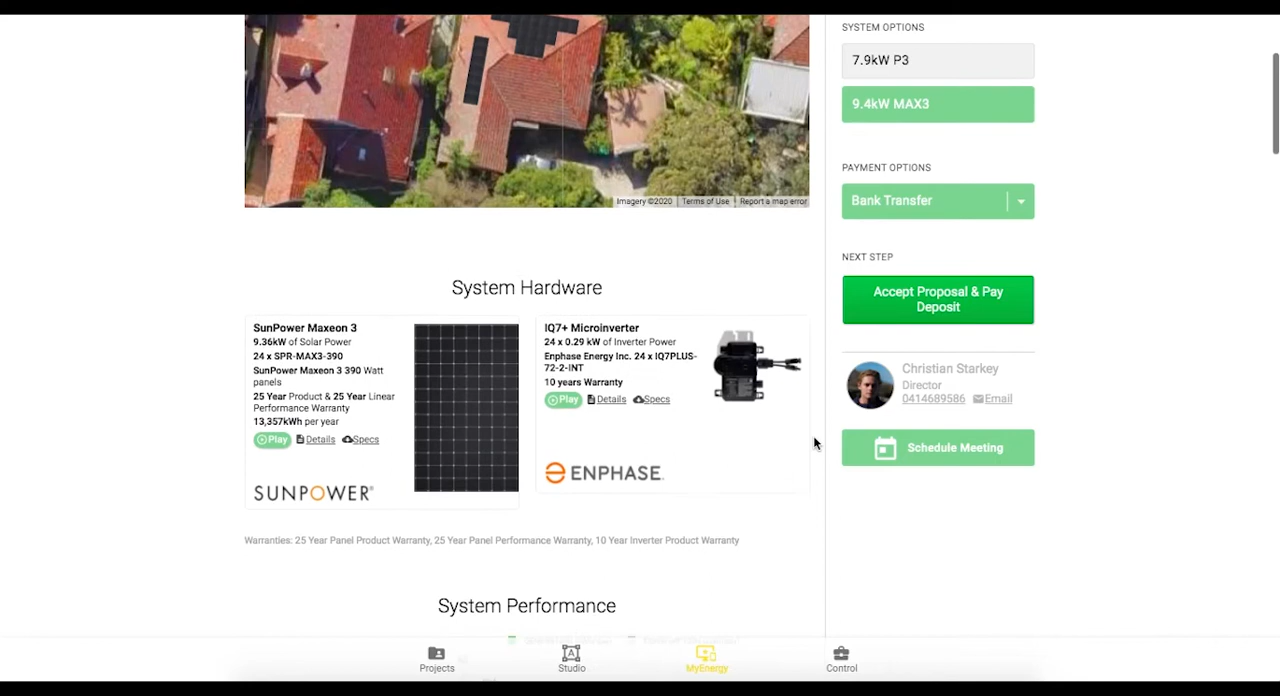 Imagery ©2020
Terms of Use
Report a map error
System Hardware
SunPower Maxeon 3
9.36kW of Solar Power
24 x SPR-MAX3-390
SunPower Maxeon 3 390 Watt
panels
25 Year Product & 25 Year Linear
Performance Warranty
13,357kWh per year
Play
Details
Specs
SUNPOWER®
IQ7+ Microinverter
24 x 0.29 kW of Inverter Power
Enphase Energy Inc. 24 x IQ7PLUS-
72-2-INT
10 years Warranty
Play
Details
Specs
ENPHASE.
Warranties: 25 Year Panel Product Warranty, 25 Year Panel Performance Warranty, 10 Year Inverter Product Warranty
System Performance
SYSTEM OPTIONS
7.9kW P3
9.4kW MAX3
PAYMENT OPTIONS
Bank Transfer
NEXT STEP
Accept Proposal & Pay
Deposit
Christian Starkey
Director
0414689586
Email
Schedule Meeting
Projects
Studio
MyEnergy
Control